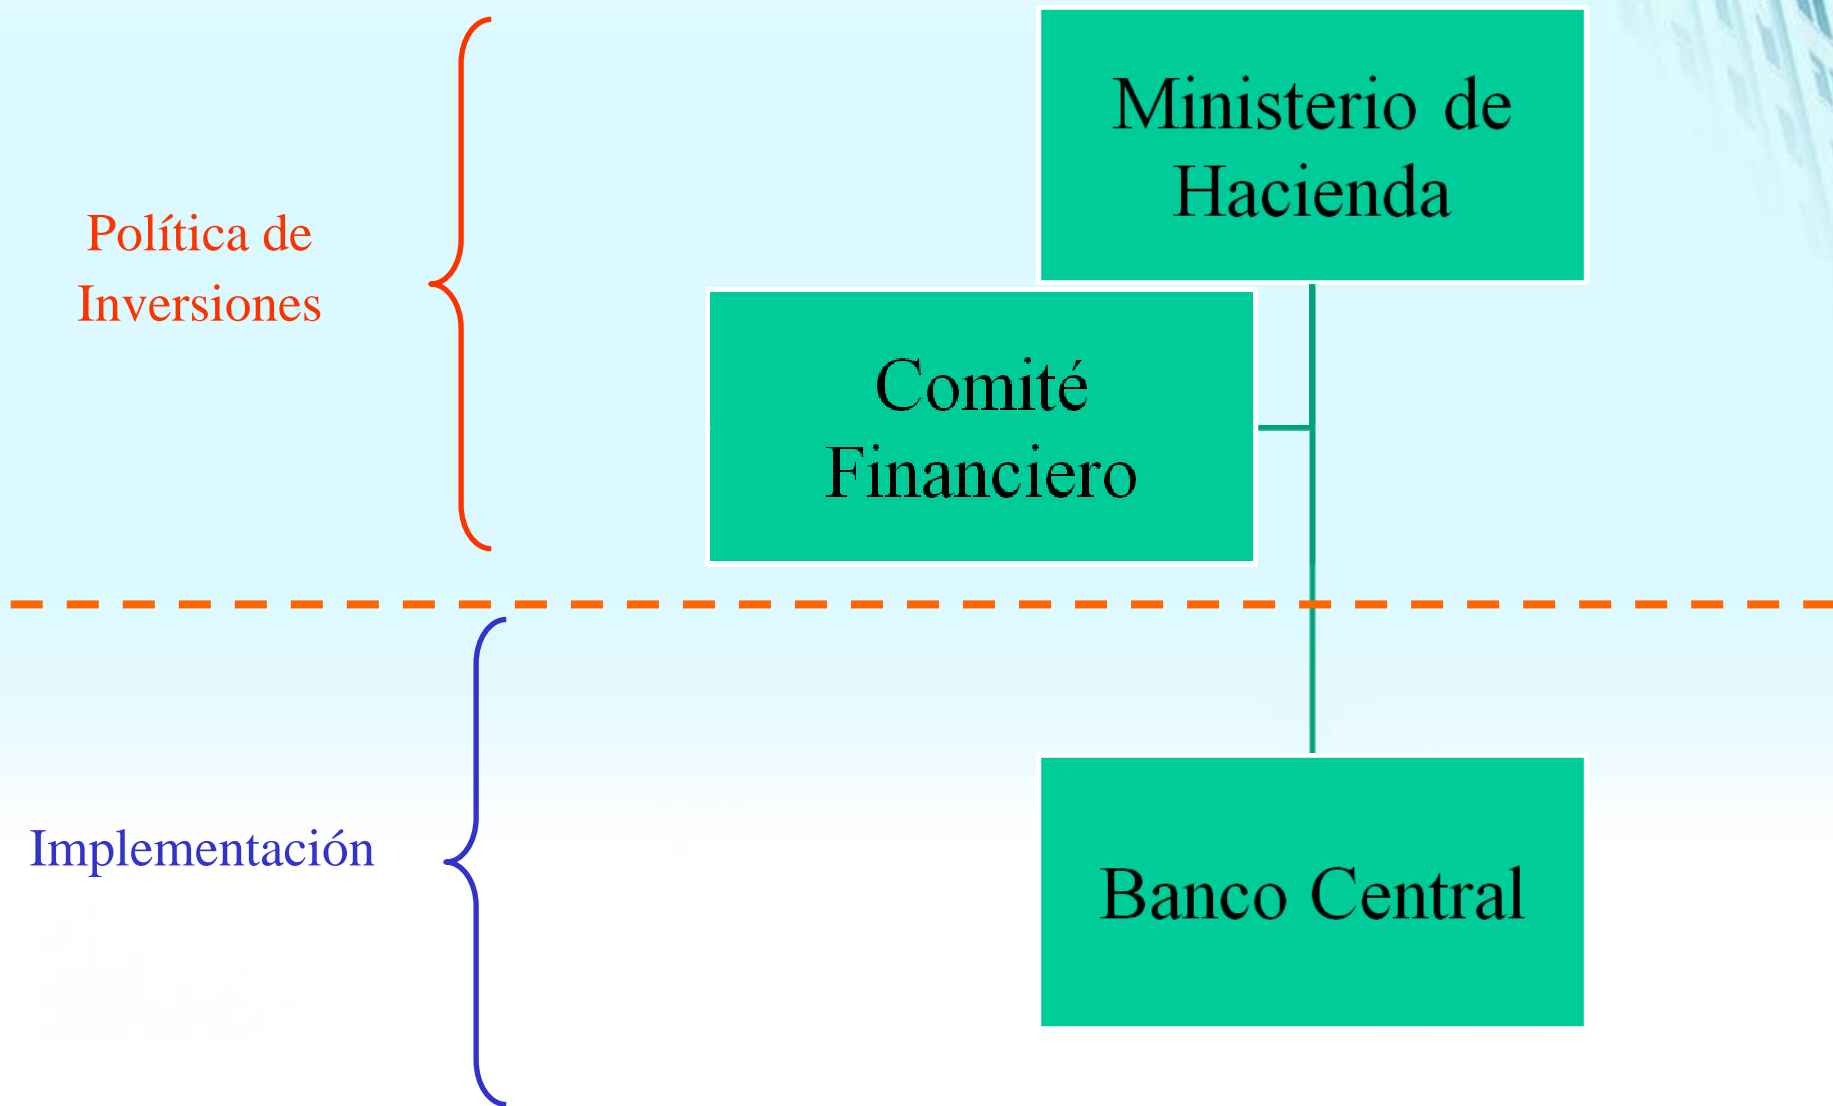 Ministerio de
Hacienda
Política de
Inversiones
Comité
Financiero
Implementación
Banco Central